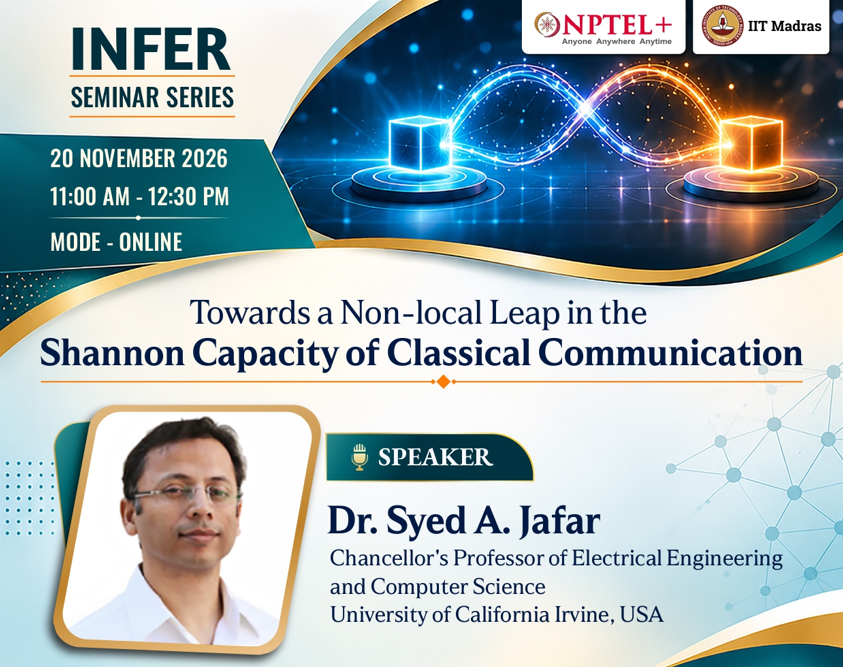 INFER
SEMINAR SERIES
20 NOVEMBER 2026
11:00 AM - 12:30 PM
MODE - ONLINE
NPTEL+
Anyone Anywhere Anytime
IIT Madras
Towards a Non-local Leap in the
Shannon Capacity of Classical Communication
SPEAKER
Dr. Syed A. Jafar
Chancellor's Professor of Electrical Engineering
and Computer Science
University of California Irvine, USA